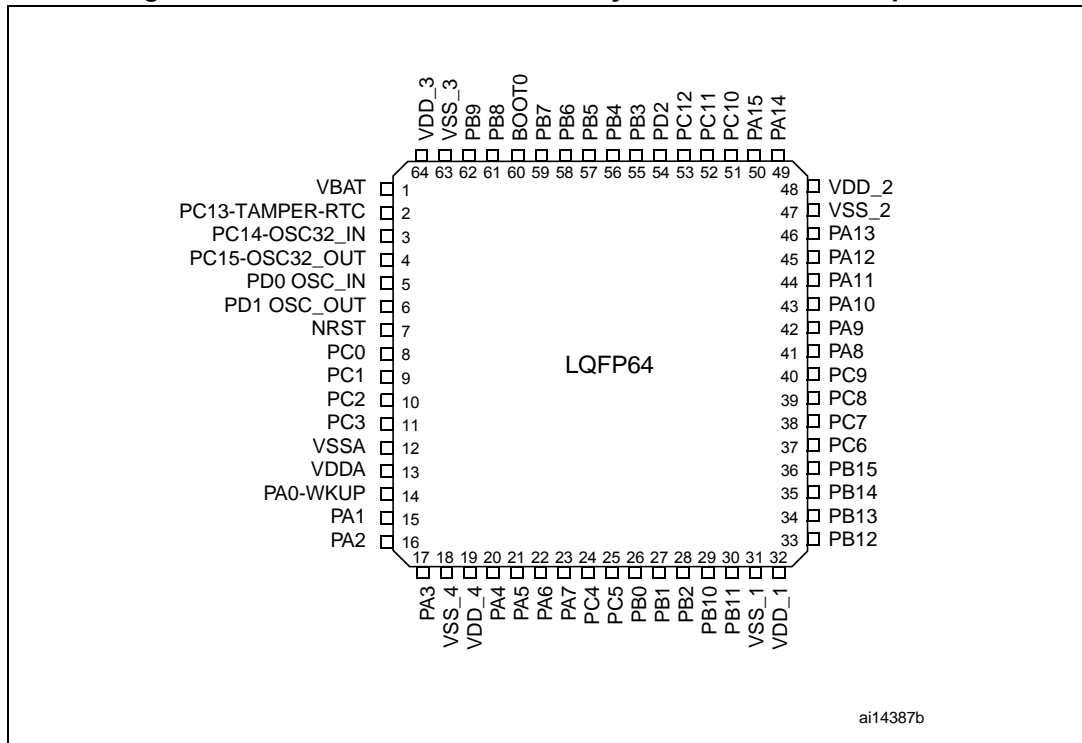 VDD_3
VSS_3
PB9
PB8
BOOT0
PB7
PB6
PB5
PB4
PB3
PD2
PC12
PC11
PC10
PA15
PA14
64 63 62 61 60 59 58 57 56 55 54 53 52 51 50 49
VBAT 1
PC13-TAMPER-RTC 2
PC14-OSC32_IN 3
PC15-OSC32_OUT 4
PD0 OSC_IN 5
PD1 OSC_OUT 6
NRST 7
PC0 8
PC1 9
PC2 10
PC3 11
VSSA 12
VDDA 13
PA0-WKUP 14
PA1 15
PA2 16
LQFP64
48 VDD_2
47 VSS_2
46 PA13
45 PA12
44 PA11
43 PA10
42 PA9
41 PA8
40 PC9
39 PC8
38 PC7
37 PC6
36 PB15
35 PB14
34 PB13
33 PB12
17 18 19 20 21 22 23 24 25 26 27 28 29 30 31 32
PA3
VSS_4
VDD_4
PA4
PA5
PA6
PA7
PC4
PC5
PB0
PB1
PB2
PB10
PB11
VSS_1
VDD_1
ai14387b